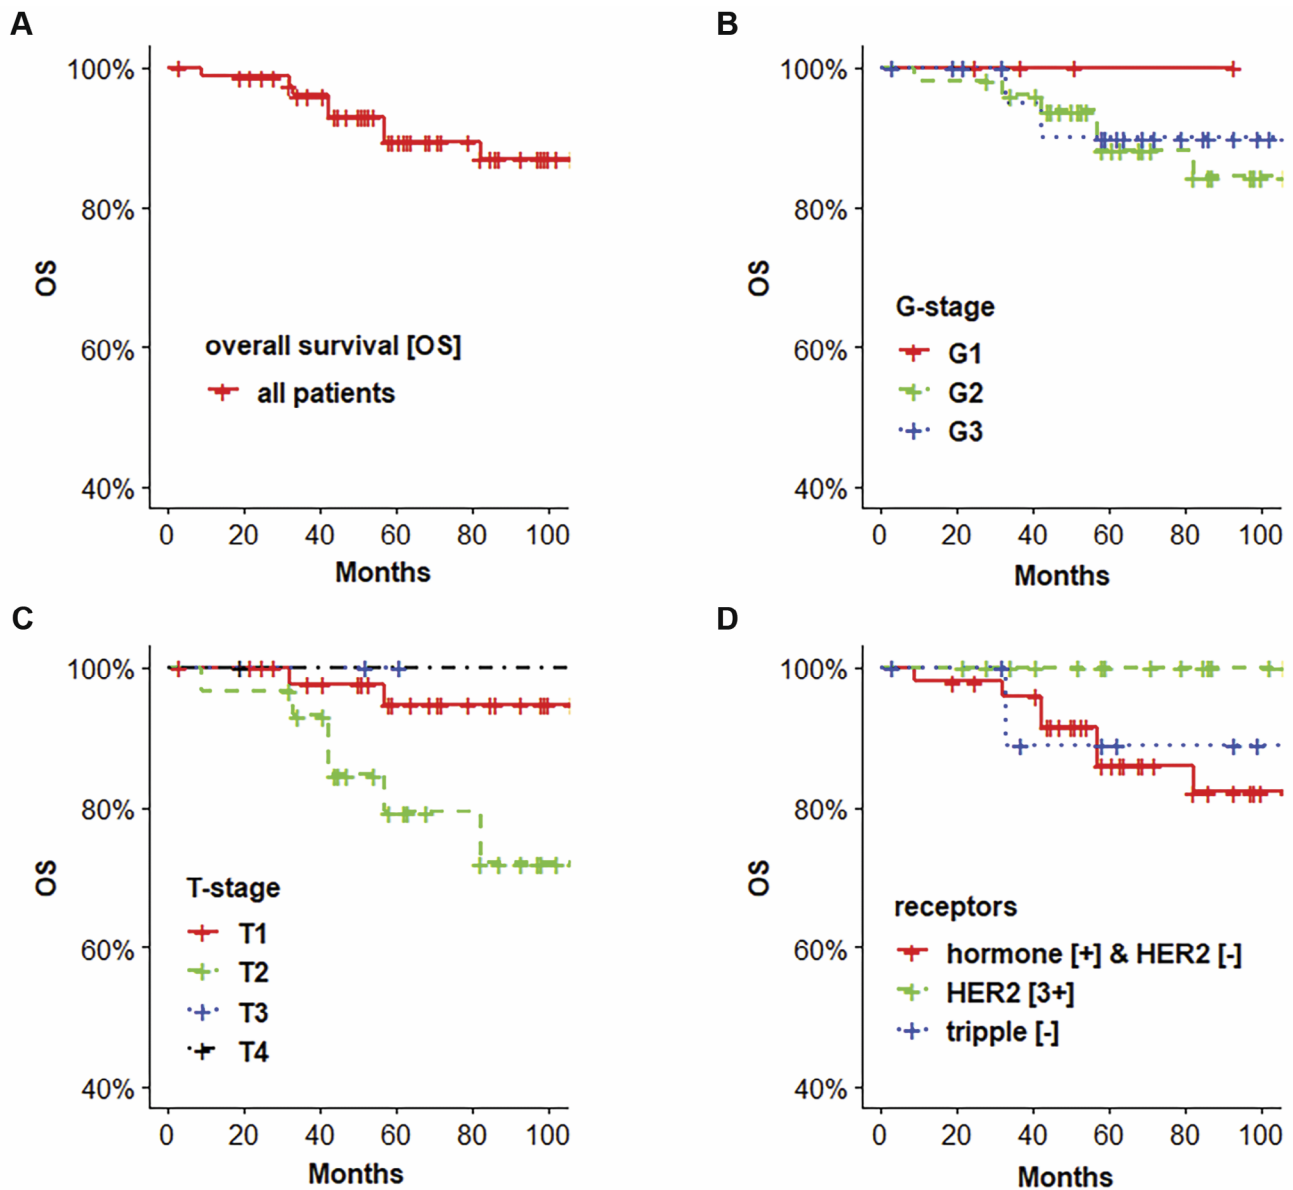 A
100%
80%
60%
40%
OS
overall survival [OS]
all patients
0 20 40 60 80 100
Months
B
100%
80%
60%
40%
OS
G-stage
G1
G2
G3
0 20 40 60 80 100
Months
C
100%
80%
60%
40%
OS
T-stage
T1
T2
T3
T4
0 20 40 60 80 100
Months
D
100%
80%
60%
40%
OS
receptors
hormone [+] & HER2 [-]
HER2 [3+]
tripple [-]
0 20 40 60 80 100
Months